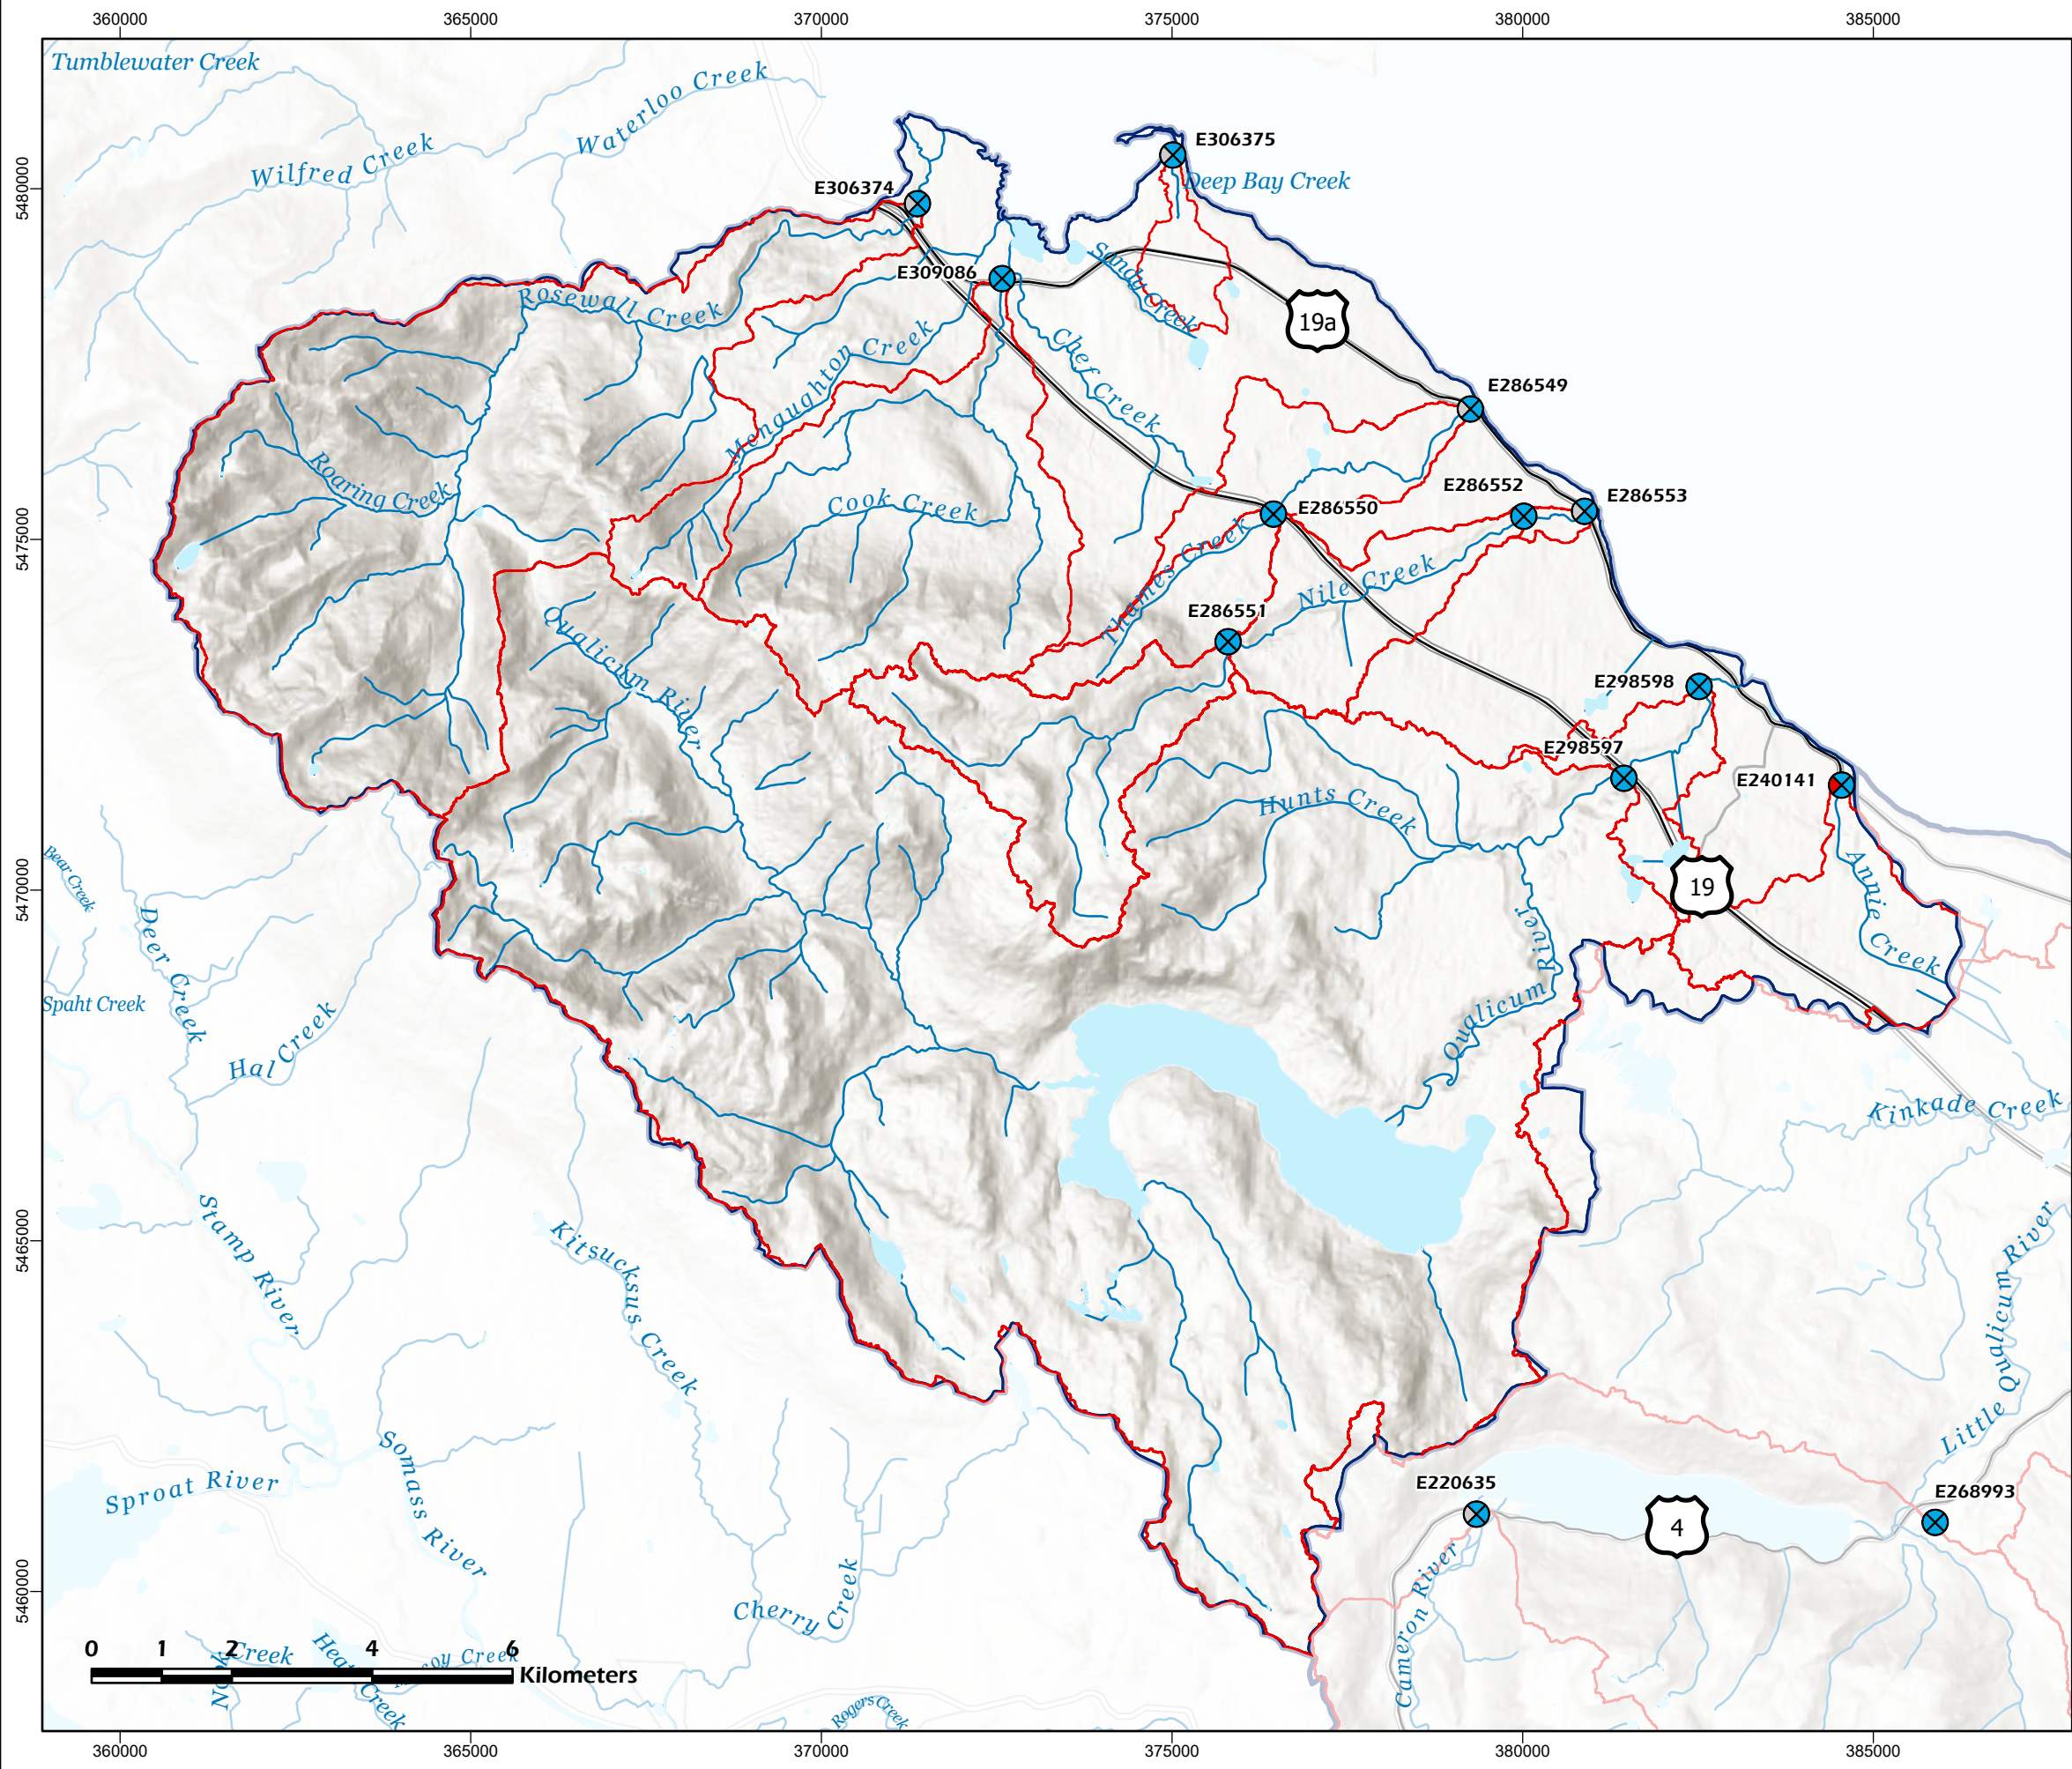 360000
365000
370000
375000
380000
385000
Tumblewater Creek
Waterloo Creek
Wilfred Creek
E306375
Deep Bay Creek
5480000
E306374
E309086
Sandy Creek
Rosewall Creek
19a
Mcnaughton Creek
Chef Creek
E286549
Roaring Creek
E286552
E286553
Cook Creek
E286550
5475000
Thames Creek
Nile Creek
E286551
Qualicum River
E298598
E298597
E240141
Hunts Creek
Bear Creek
5470000
19
Annie Creek
Deer Creek
Qualicum River
Spaht Creek
Hal Creek
Kinkade Creek
Stamp River
5465000
Kitsucksus Creek
Little Qualicum River
Somass River
Sproat River
E220635
E268993
4
5460000
Cameron River
Cherry Creek
0 1 2 4 6
Kilometers
Creek
Creek
oy Creek
Rogers Creek
360000
365000
370000
375000
380000
385000